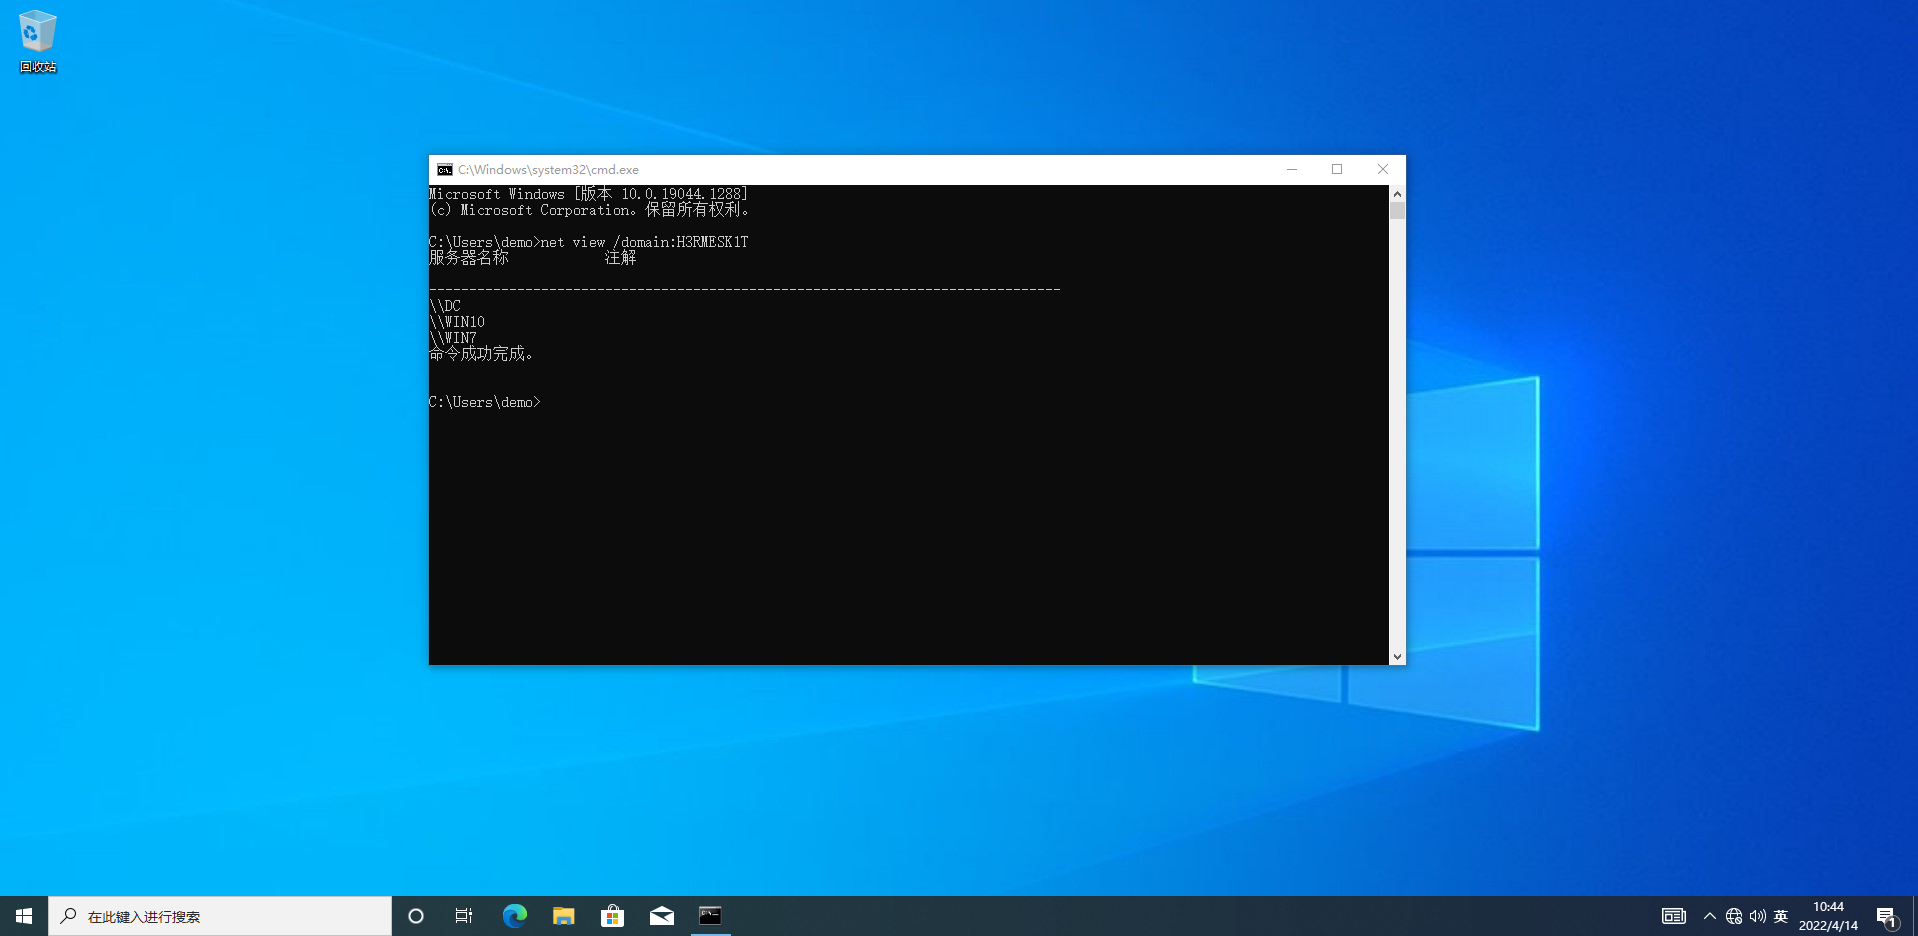 回收站
C:\Windows\system32\cmd.exe
Microsoft Windows [版本 10.0.19044.1288]
(c) Microsoft Corporation。保留所有权利。
C:\Users\demo>net view /domain:H3RMESK1T
服务器名称            注解
-------------------------------------------------------------------------------
\\DC
\\WIN10
\\WIN7
命令成功完成。
C:\Users\demo>
在此键入进行搜索
英
10:44
2022/4/14
1